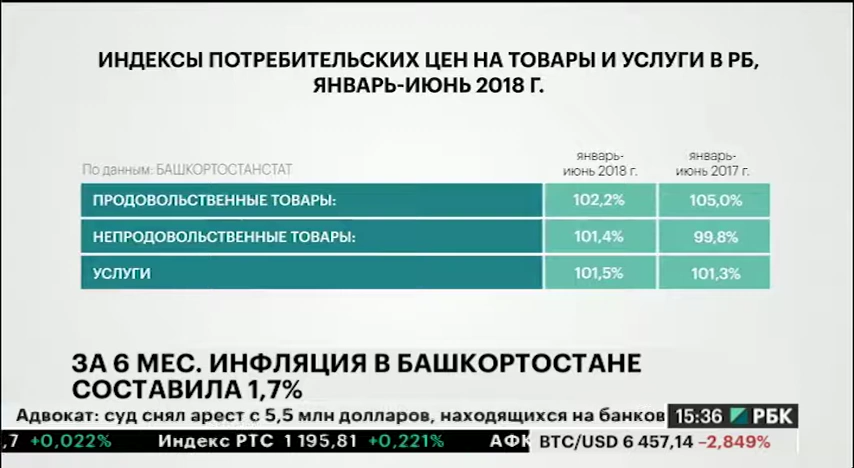 ИНДЕКСЫ ПОТРЕБИТЕЛЬСКИХ ЦЕН НА ТОВАРЫ И УСЛУГИ В РБ,
ЯНВАРЬ-ИЮНЬ 2018 Г.
По данным: БАШКОРТОСТАНСТАТ
январь-
июнь 2018 г.
январь-
июнь 2017 г.
ПРОДОВОЛЬСТВЕННЫЕ ТОВАРЫ: 102,2% 105,0%
НЕПРОДОВОЛЬСТВЕННЫЕ ТОВАРЫ: 101,4% 99,8%
УСЛУГИ 101,5% 101,3%
ЗА 6 МЕС. ИНФЛЯЦИЯ В БАШКОРТОСТАНЕ
СОСТАВИЛА 1,7%
Адвокат: суд снял арест с 5,5 млн долларов, находящихся на банков 15:36 РБК
,7 +0,022% Индекс РТС 1 195,81 +0,221% АФК BTC/USD 6 457,14 -2,849%